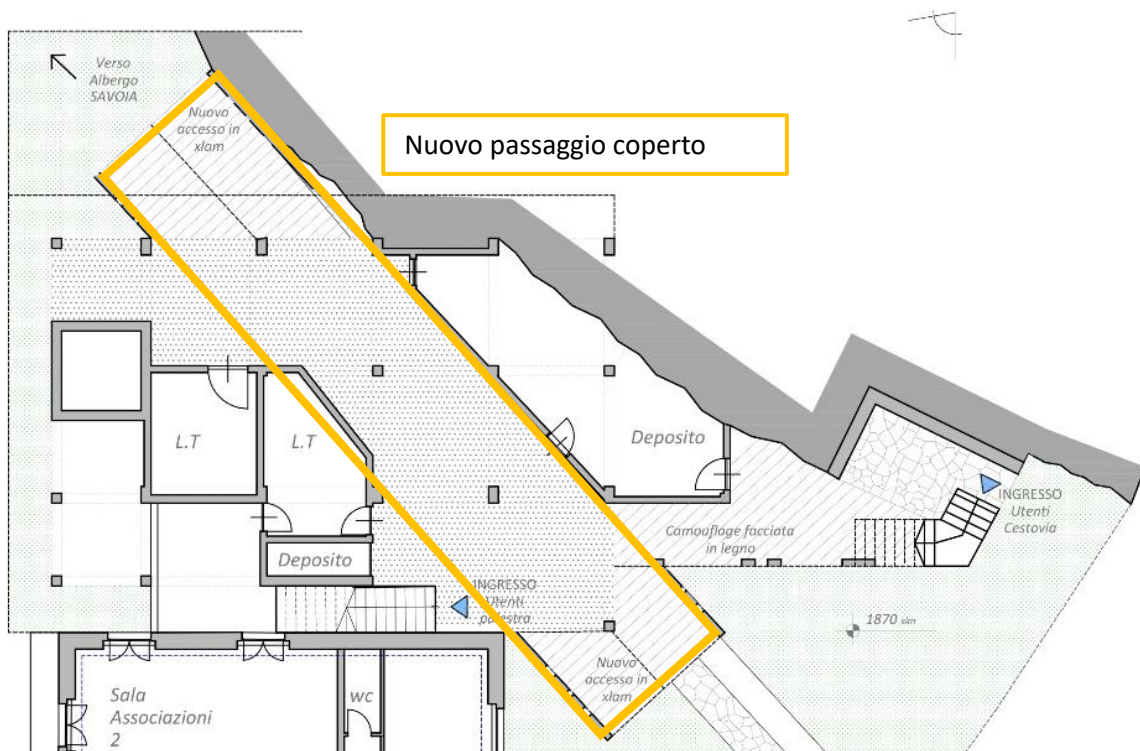 Verso
Albergo
SAVOIA
Nuovo
accesso in
xlam
Nuovo passaggio coperto
L.T
L.T
Deposito
Deposito
INGRESSO
Utenti
Cestovia
Camoufloge facciata
in legno
INGRESSO
Utenti
palestra
1870 slm
Nuovo
accesso in
xlam
Sala
Associazioni
2
wc